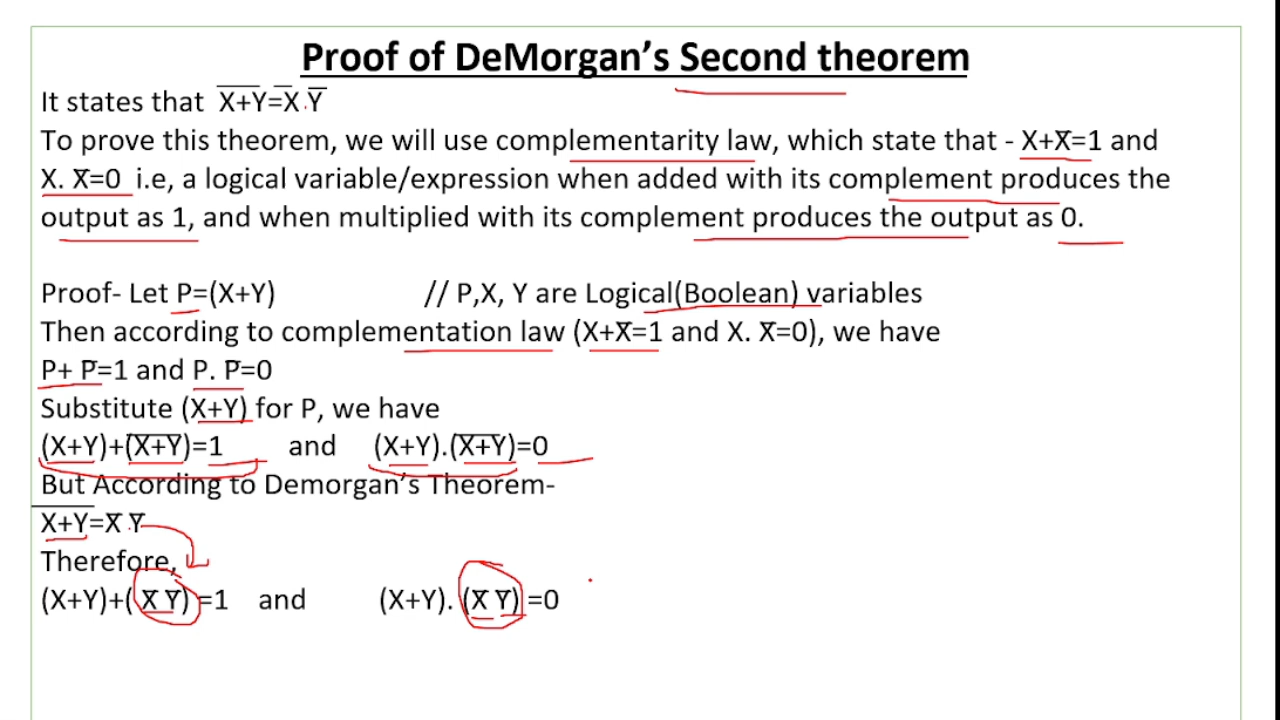 Proof of DeMorgan's Second theorem
It states that X̅+̅Y̅=X̅.Y̅
To prove this theorem, we will use complementarity law, which state that - X+X̅=1 and
X. X̅=0 i.e, a logical variable/expression when added with its complement produces the
output as 1, and when multiplied with its complement produces the output as 0.
Proof- Let P=(X+Y) // P,X, Y are Logical(Boolean) variables
Then according to complementation law (X+X̅=1 and X. X̅=0), we have
P+ P̅=1 and P. P̅=0
Substitute (X+Y) for P, we have
(X+Y)+(X̅+̅Y̅)=1 and (X+Y).(X̅+̅Y̅)=0
But According to Demorgan's Theorem-
X̅+̅Y̅=X̅.Y̅
Therefore,
(X+Y)+( X̅ Y̅) =1 and (X+Y). (X̅ Y̅) =0